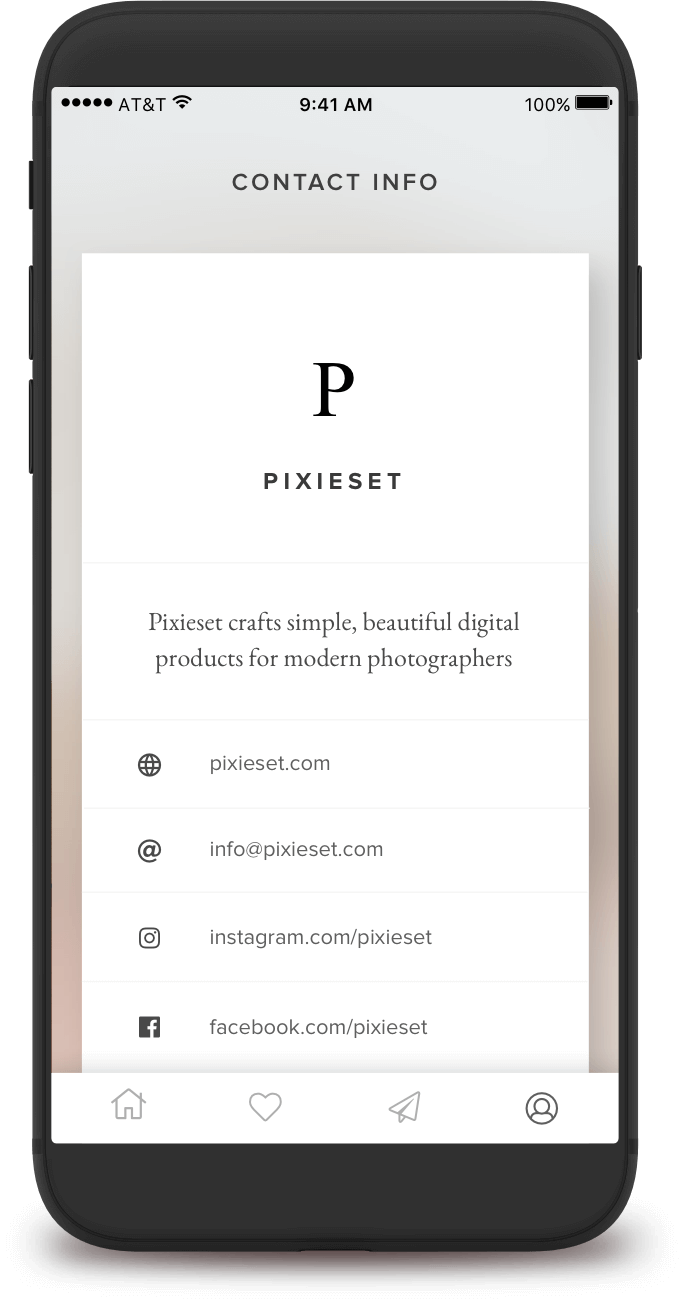 AT&T 9:41 AM 100%
CONTACT INFO
P
PIXIESET
Pixieset crafts simple, beautiful digital
products for modern photographers
pixieset.com
@ info@pixieset.com
instagram.com/pixieset
facebook.com/pixieset